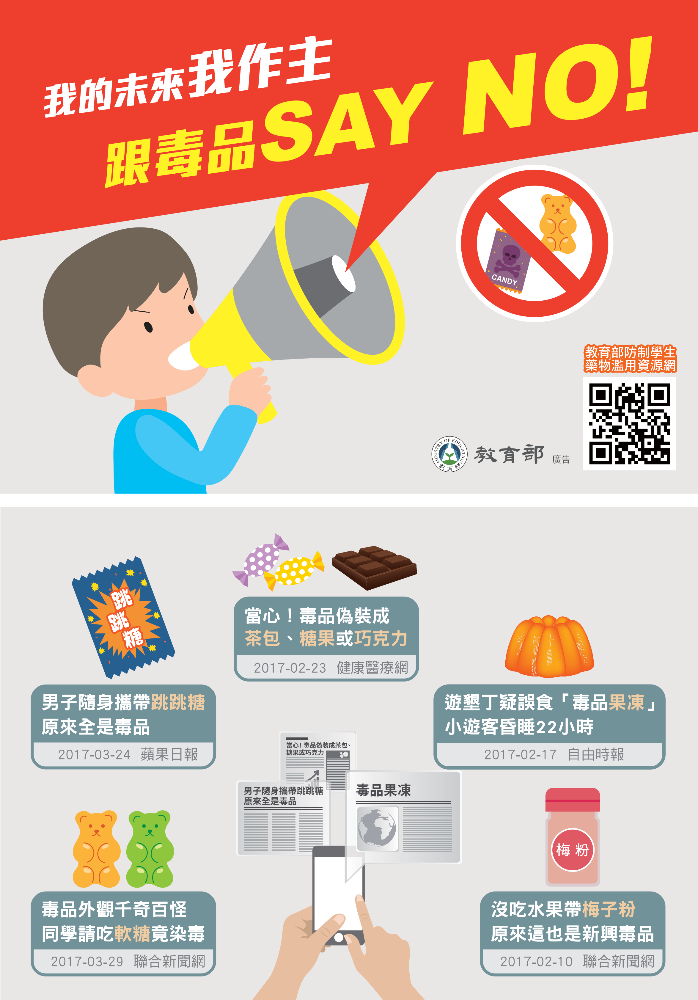 我的未來我作主
跟毒品SAY NO!
CANDY
教育部防制學生
藥物濫用資源網
MINISTRY OF EDUCATION
教育部
教育部 廣告
跳
跳
糖
當心！毒品偽裝成
茶包、糖果或巧克力
2017-02-23 健康醫療網
男子隨身攜帶跳跳糖
原來全是毒品
2017-03-24 蘋果日報
遊墾丁疑誤食「毒品果凍」
小遊客昏睡22小時
2017-02-17 自由時報
當心！毒品偽裝成茶包、
糖果或巧克力
男子隨身攜帶跳跳糖
原來全是毒品
毒品果凍
梅粉
毒品外觀千奇百怪
同學請吃軟糖竟染毒
2017-03-29 聯合新聞網
沒吃水果帶梅子粉
原來這也是新興毒品
2017-02-10 聯合新聞網